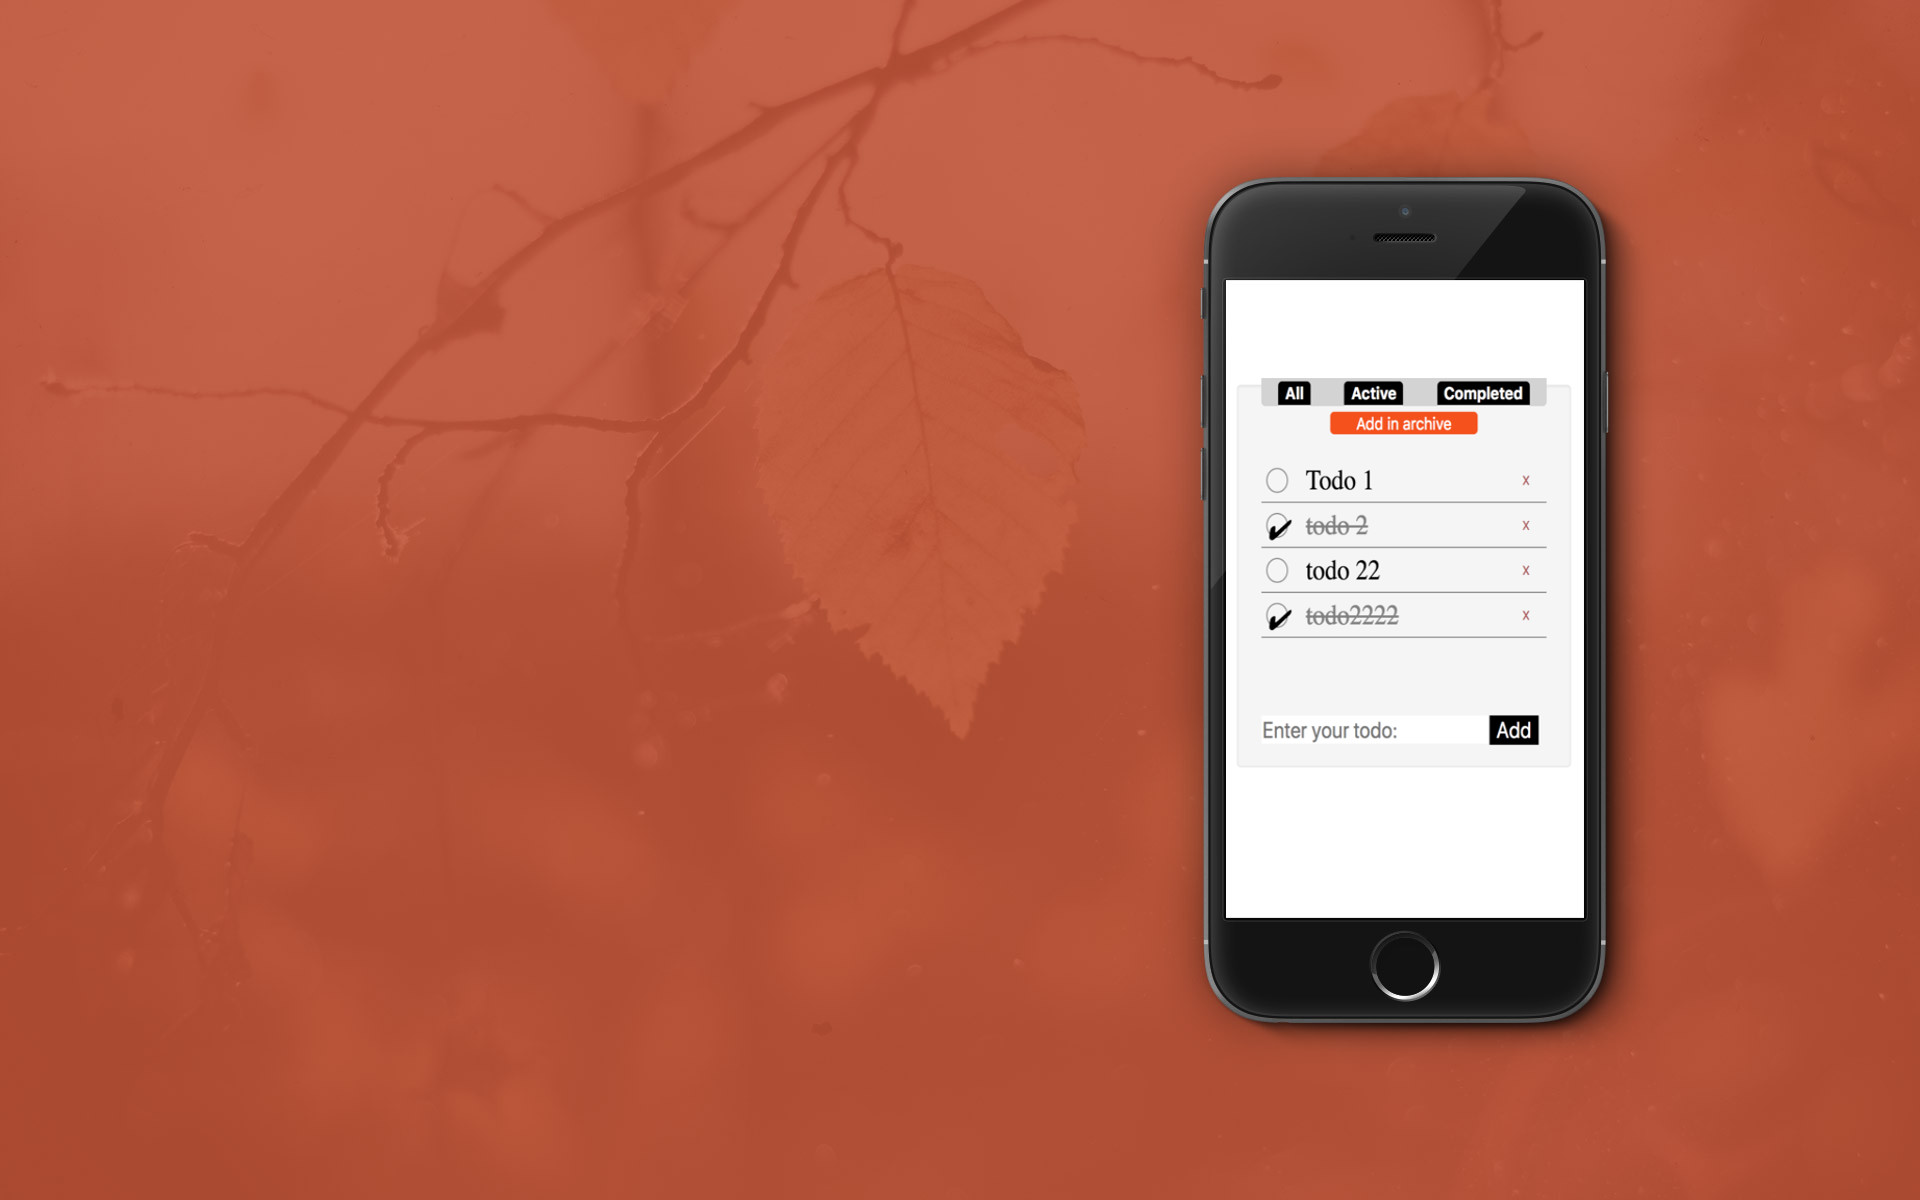 All Active Completed
Add in archive
Todo 1 x
todo 2 x
todo 22 x
todo2222 x
Enter your todo: Add